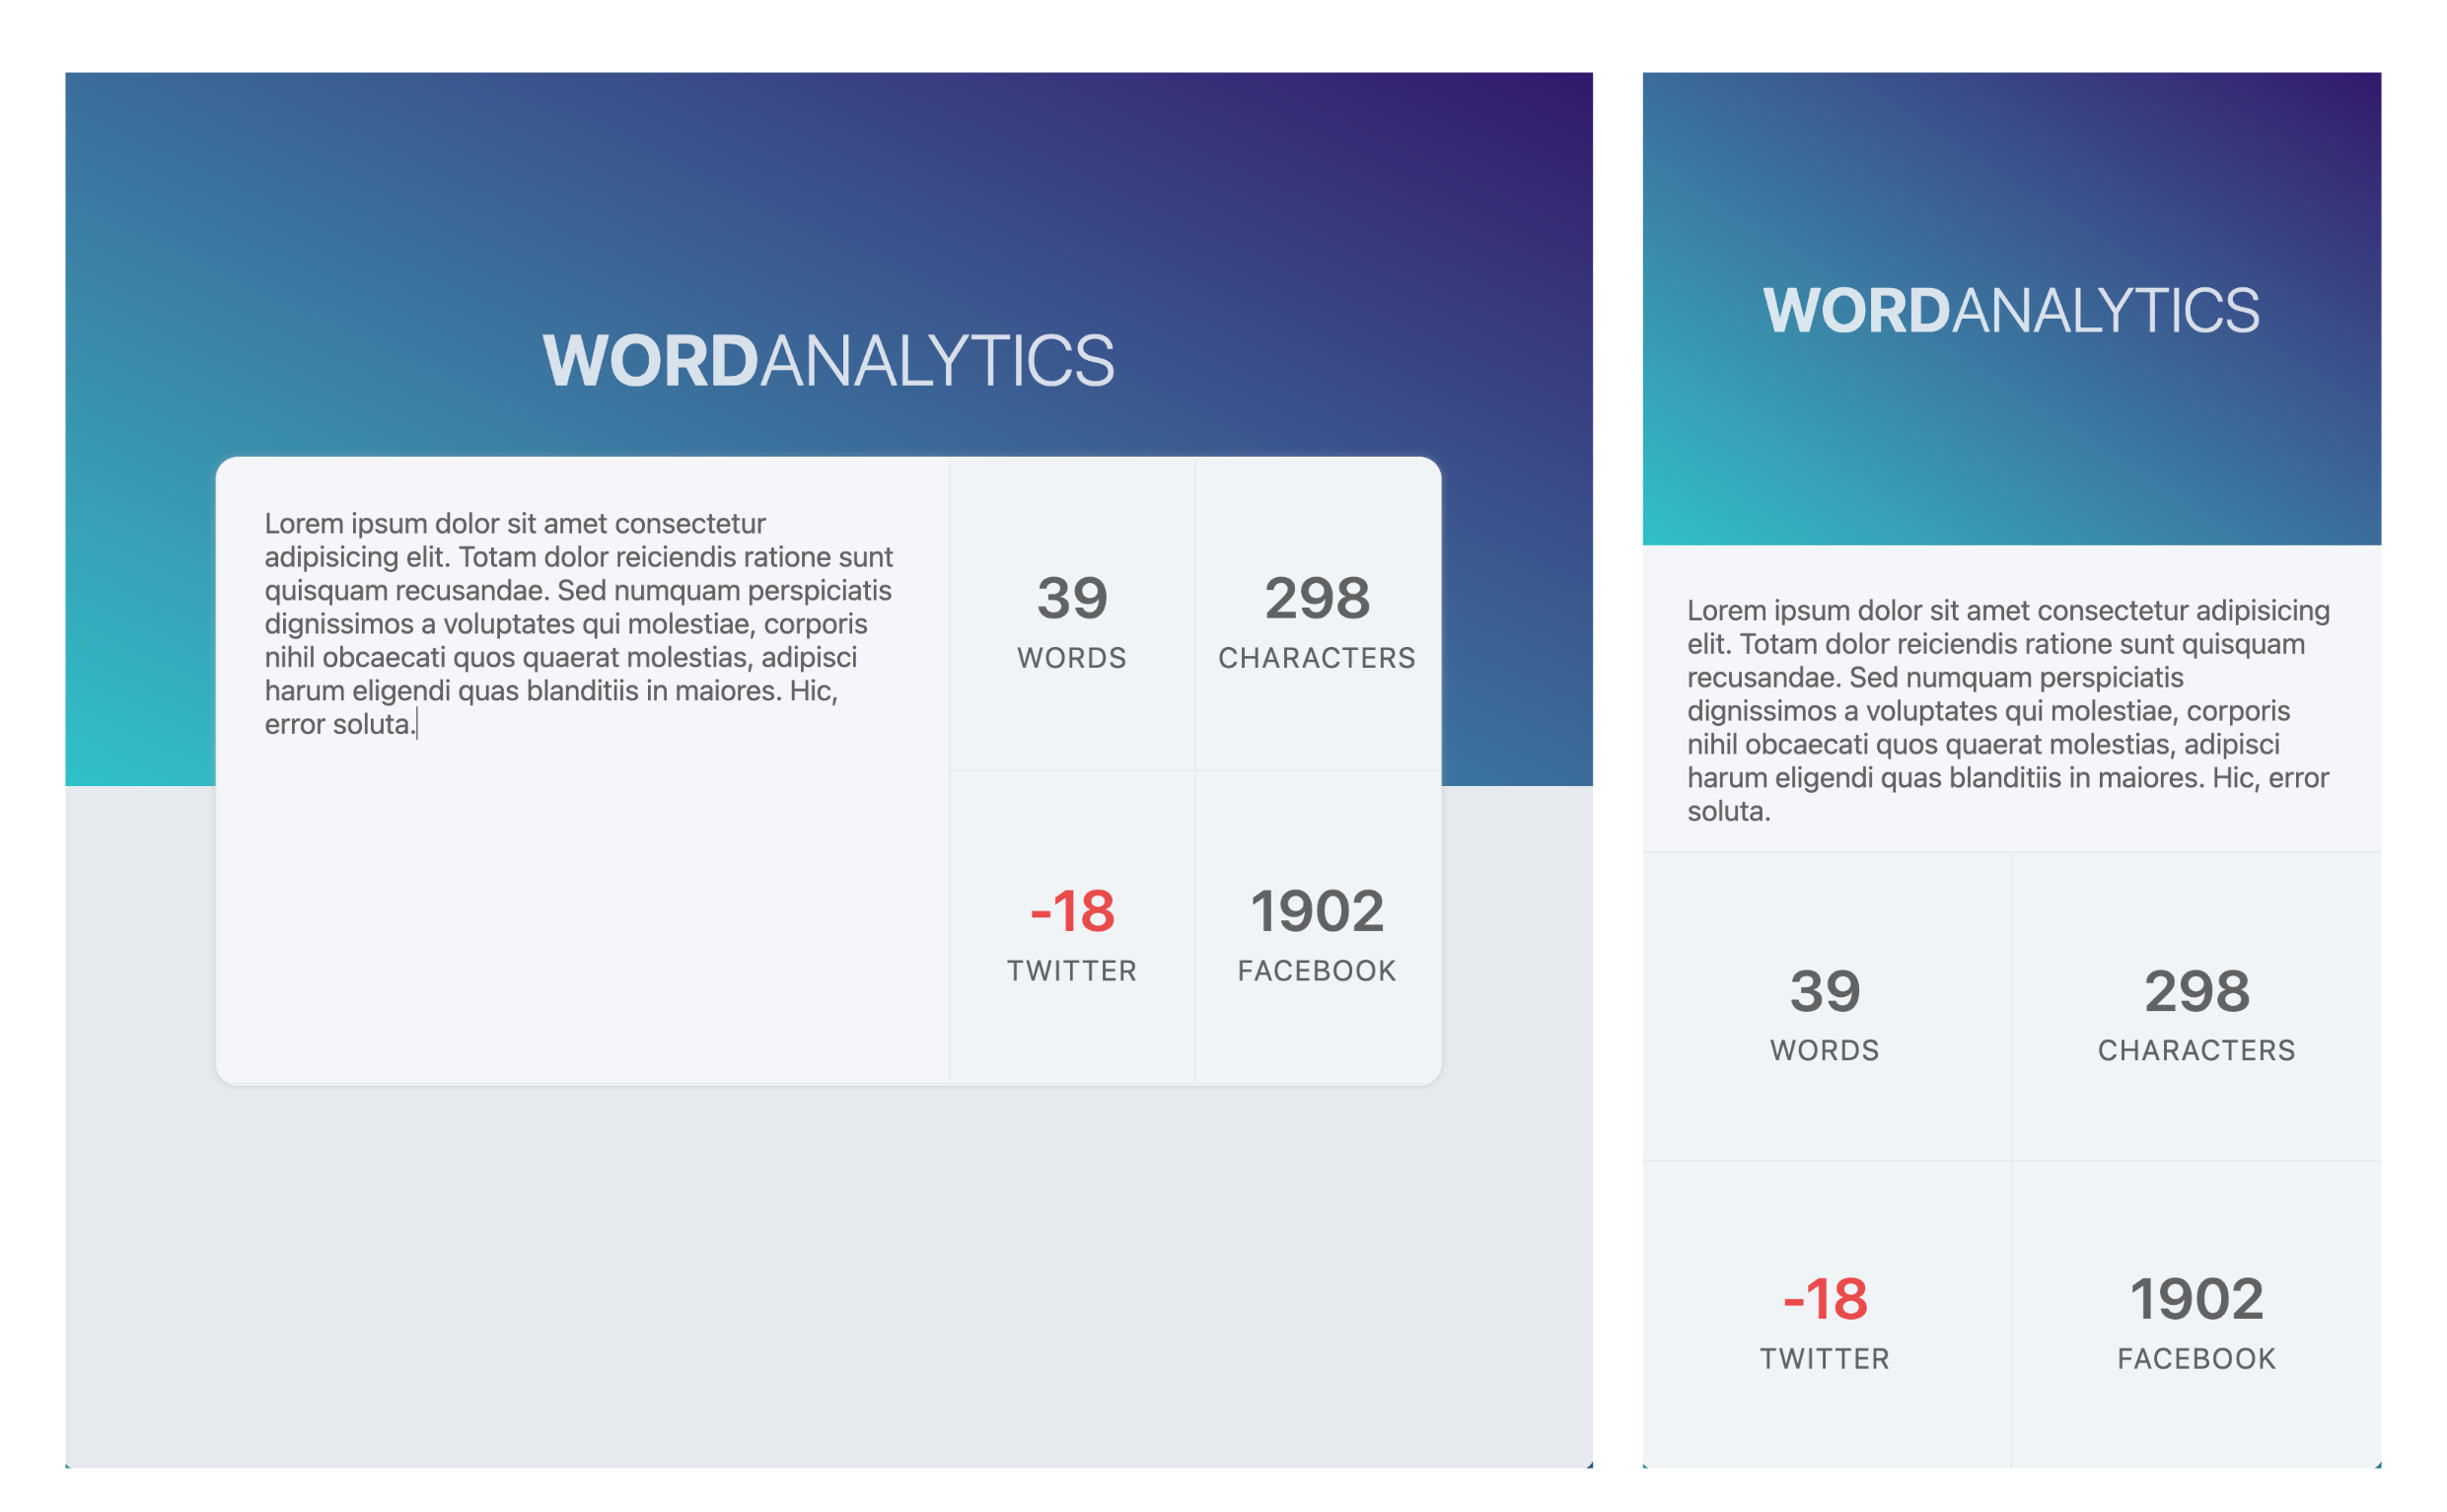 WORDANALYTICS
Lorem ipsum dolor sit amet consectetur
adipisicing elit. Totam dolor reiciendis ratione sunt
quisquam recusandae. Sed numquam perspiciatis
dignissimos a voluptates qui molestiae, corporis
nihil obcaecati quos quaerat molestias, adipisci
harum eligendi quas blanditiis in maiores. Hic,
error soluta.
39
WORDS
298
CHARACTERS
-18
TWITTER
1902
FACEBOOK
WORDANALYTICS
Lorem ipsum dolor sit amet consectetur adipisicing
elit. Totam dolor reiciendis ratione sunt quisquam
recusandae. Sed numquam perspiciatis
dignissimos a voluptates qui molestiae, corporis
nihil obcaecati quos quaerat molestias, adipisci
harum eligendi quas blanditiis in maiores. Hic, error
soluta.
39
WORDS
298
CHARACTERS
-18
TWITTER
1902
FACEBOOK